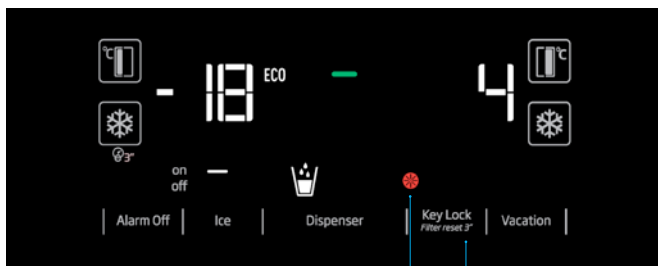 °C
- 18 ECO
4
°C
3"
on
off
Alarm Off
Ice
Dispenser
Key Lock
Filter reset 3"
Vacation